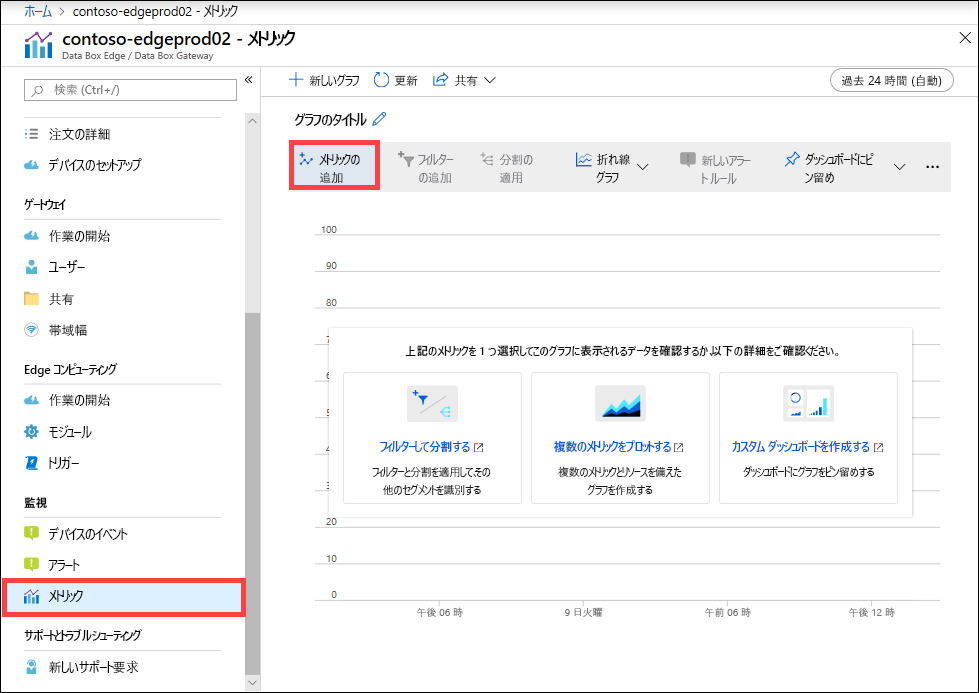 ホーム > contoso-edgeprod02 - メトリック
contoso-edgeprod02 - メトリック
Data Box Edge / Data Box Gateway
検索 (Ctrl+/)
注文の詳細
デバイスのセットアップ
ゲートウェイ
作業の開始
ユーザー
共有
帯域幅
Edge コンピューティング
作業の開始
モジュール
トリガー
監視
デバイスのイベント
アラート
メトリック
サポートとトラブルシューティング
新しいサポート要求
新しいグラフ 更新 共有
過去 24 時間 (自動)
グラフのタイトル
メトリックの
追加
フィルター
の追加
分割の
適用
折れ線
グラフ
新しいアラー
トルール
ダッシュボードにピ
ン留め
100
90
80
上記のメトリックを 1 つ選択してこのグラフに表示されるデータを確認するか、以下の詳細をご確認ください。
フィルターして分割する
フィルターと分割を適用してその
他のセグメントを識別する
複数のメトリックをプロットする
複数のメトリックとリソースを備えた
グラフを作成する
カスタム ダッシュボードを作成する
ダッシュボードにグラフをピン留めする
20
10
0
午後 06 時 9 日火曜 午前 06 時 午後 12 時